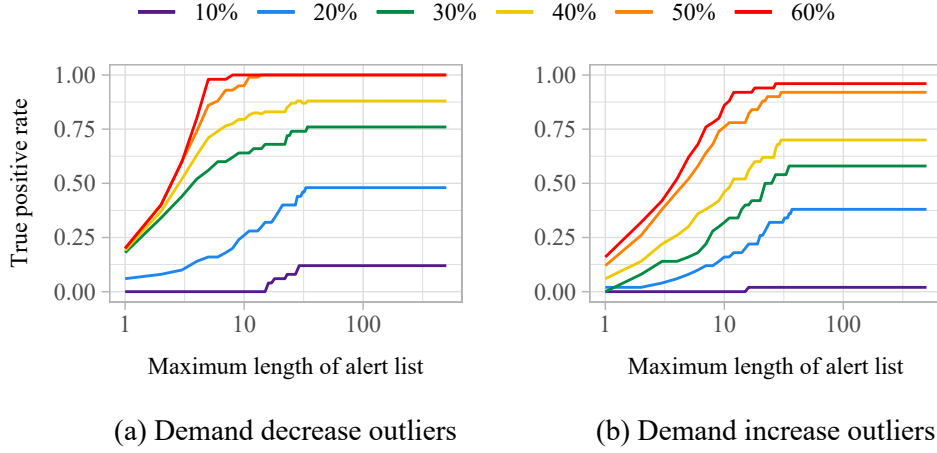 10% 20% 30% 40% 50% 60%
True positive rate
1.00
0.75
0.50
0.25
0.00
1 10 100
Maximum length of alert list
(a) Demand decrease outliers
1.00
0.75
0.50
0.25
0.00
1 10 100
Maximum length of alert list
(b) Demand increase outliers